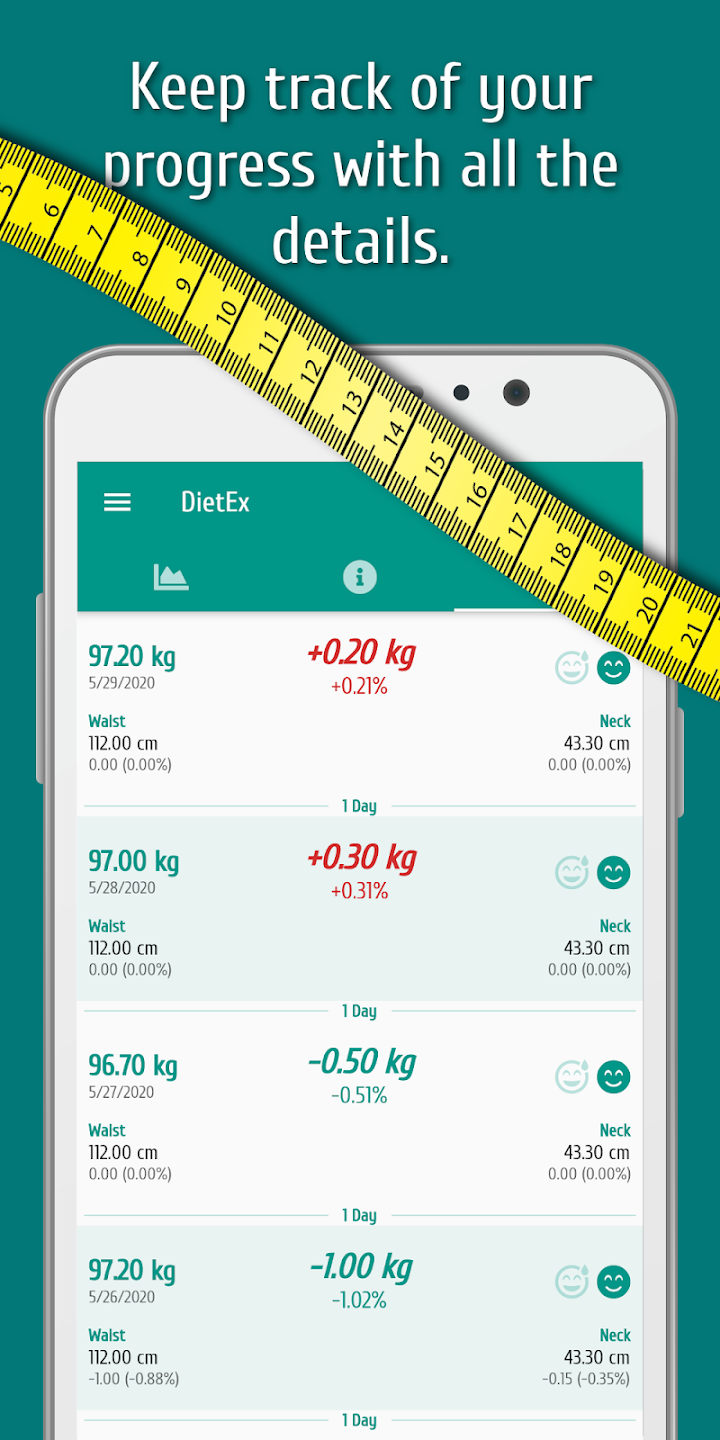 Keep track of your
progress with all the
details.
5 6 7 8 9 10 11 12 13 14 15 16 17 18 19 20 21
DietEx
97.20 kg +0.20 kg
5/29/2020 +0.21%
Waist Neck
112.00 cm 43.30 cm
0.00 (0.00%) 0.00 (0.00%)
1 Day
97.00 kg +0.30 kg
5/28/2020 +0.31%
Waist Neck
112.00 cm 43.30 cm
0.00 (0.00%) 0.00 (0.00%)
1 Day
96.70 kg -0.50 kg
5/27/2020 -0.51%
Waist Neck
112.00 cm 43.30 cm
0.00 (0.00%) 0.00 (0.00%)
1 Day
97.20 kg -1.00 kg
5/26/2020 -1.02%
Waist Neck
112.00 cm 43.30 cm
-1.00 (-0.88%) -0.15 (-0.35%)
1 Day